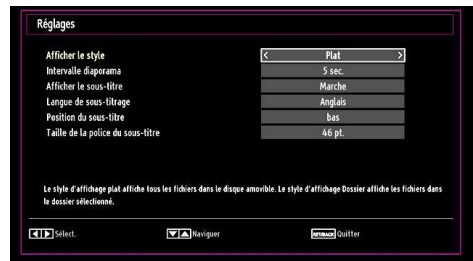 Réglages
Afficher le style < Plat >
Intervalle diaporama 5 sec.
Afficher le sous-titre Marche
Langue de sous-titrage Anglais
Position du sous-titre bas
Taille de la police du sous-titre 46 pt.
Le style d'affichage plat affiche tous les fichiers dans le disque amovible. Le style d'affichage Dossier affiche les fichiers dans
le dossier sélectionné.
Sélect. Naviguer RET/BACK Quitter